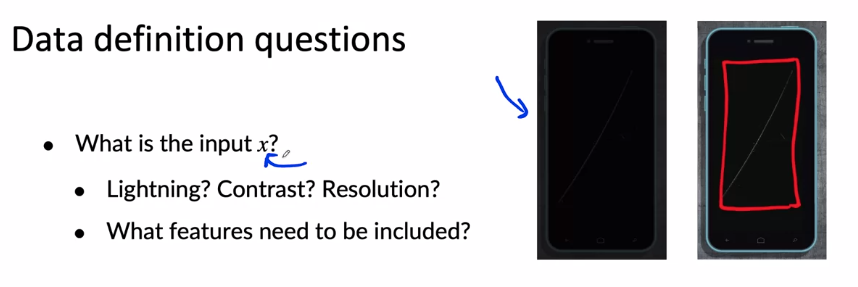 Data definition questions
• What is the input x?
• Lightning? Contrast? Resolution?
• What features need to be included?